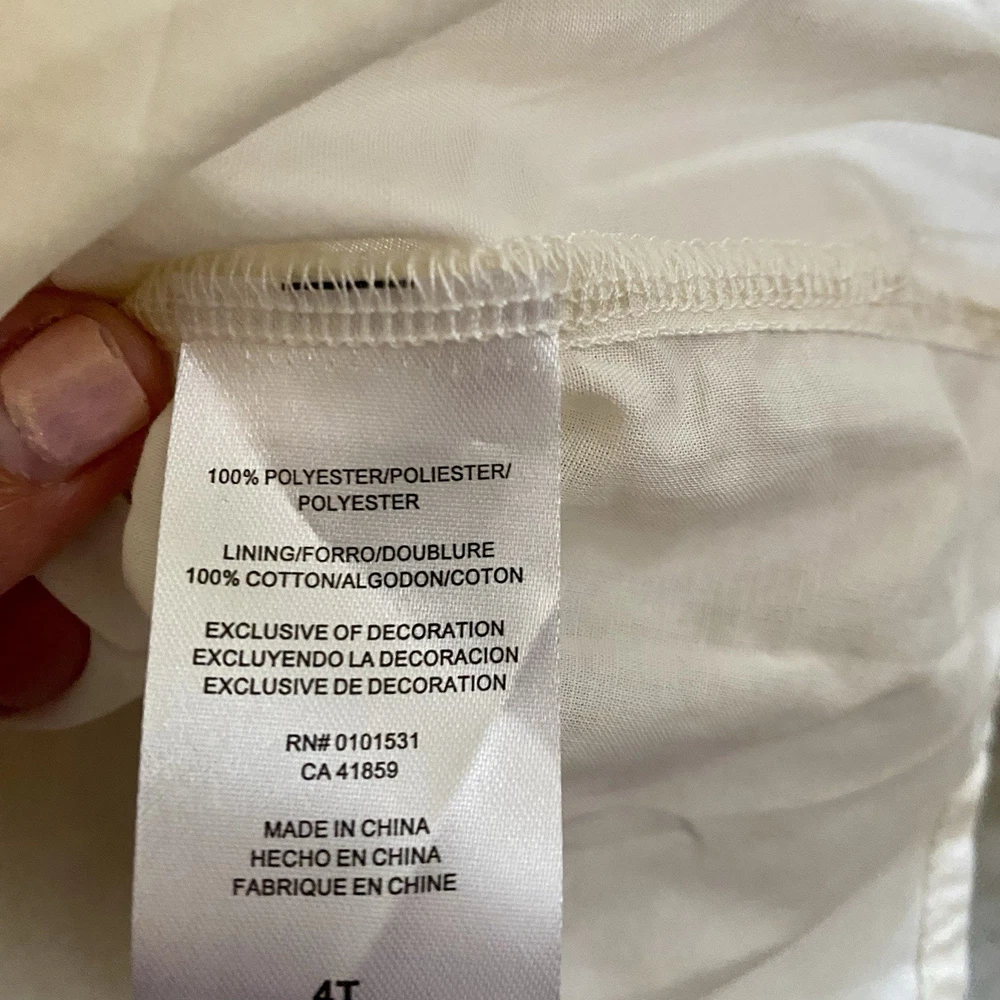 100% POLYESTER/POLIESTER/
POLYESTER
LINING/FORRO/DOUBLURE
100% COTTON/ALGODON/COTON
EXCLUSIVE OF DECORATION
EXCLUYENDO LA DECORACION
EXCLUSIVE DE DECORATION
RN# 0101531
CA 41859
MADE IN CHINA
HECHO EN CHINA
FABRIQUE EN CHINE
4T